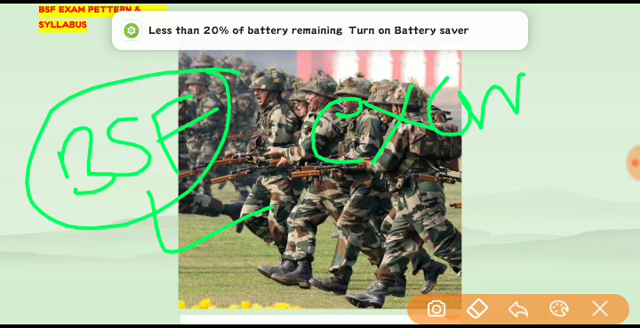 BSF EXAM PETTERN &
SYLLABUS
Less than 20% of battery remaining Turn on Battery saver
BSF exam